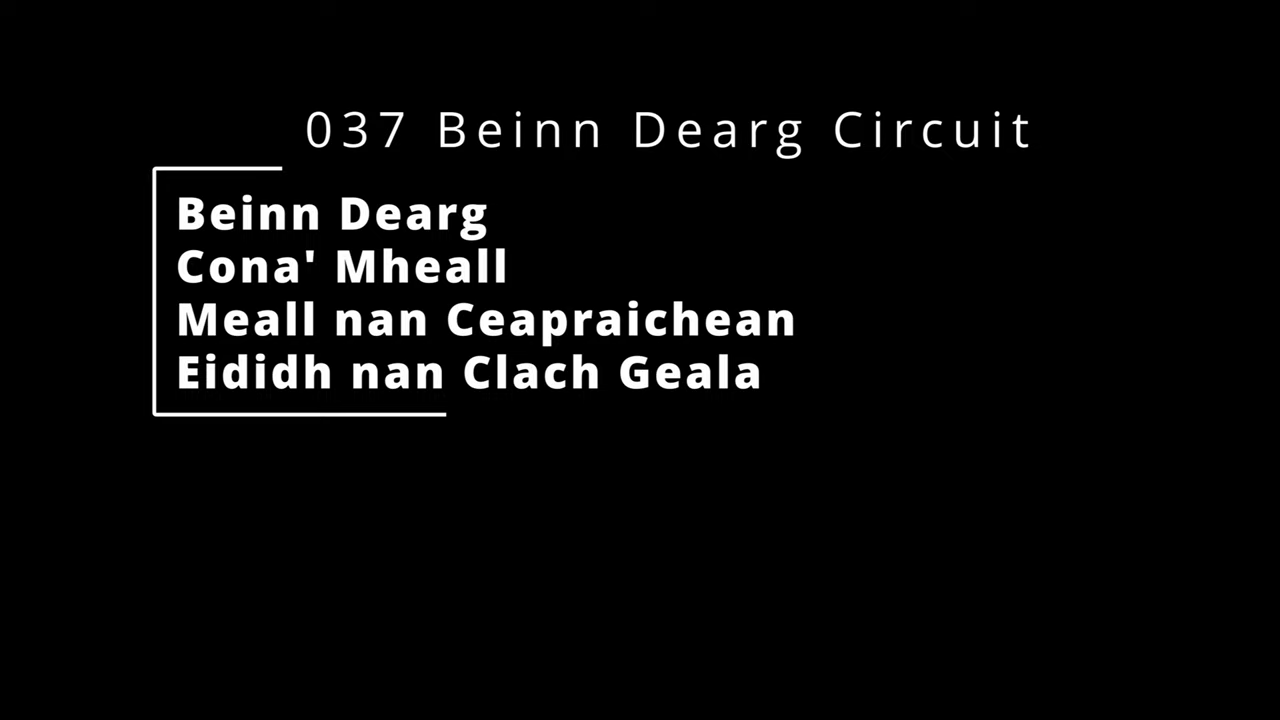 037 Beinn Dearg Circuit
Beinn Dearg
Cona' Mheall
Meall nan Ceapraichean
Eididh nan Clach Geala